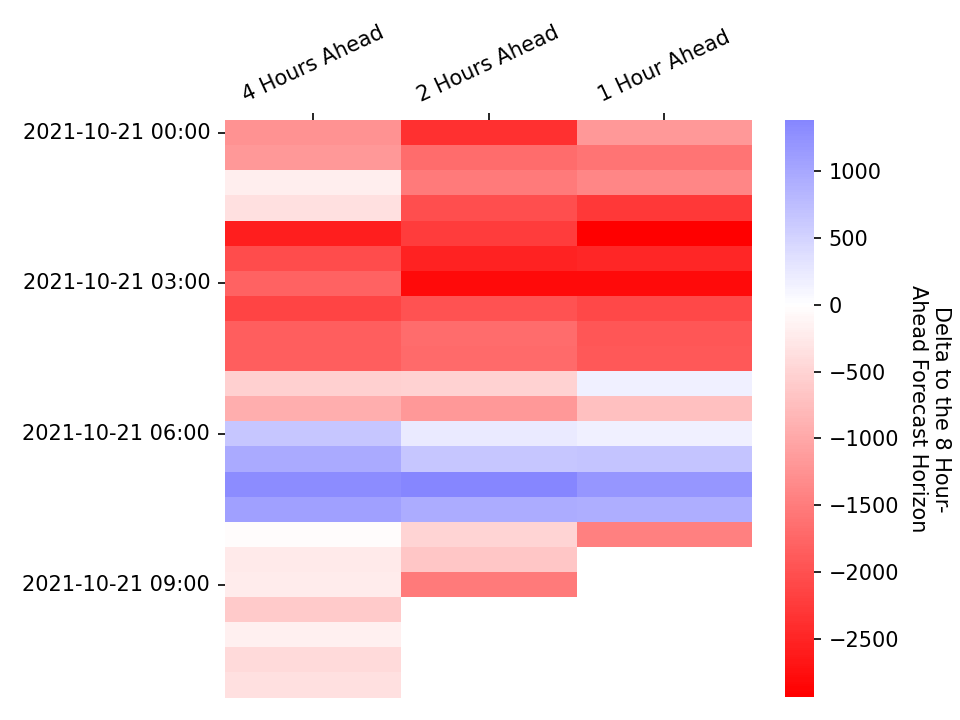 4 Hours Ahead
2 Hours Ahead
1 Hour Ahead
2021-10-21 00:00
2021-10-21 03:00
2021-10-21 06:00
2021-10-21 09:00
1000
500
0
−500
−1000
−1500
−2000
−2500
Delta to the 8 Hour-
Ahead Forecast Horizon